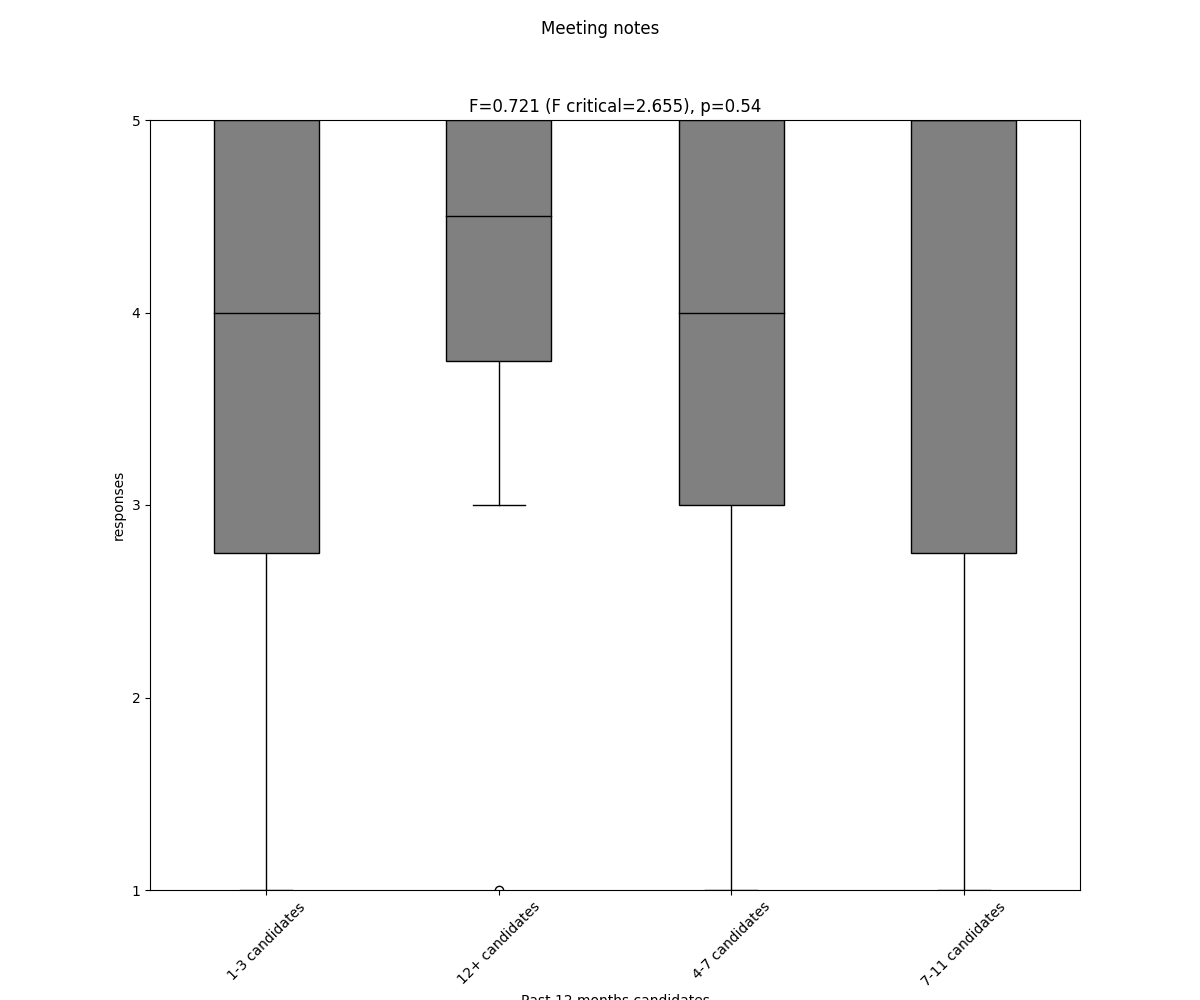 Meeting notes
F=0.721 (F critical=2.655), p=0.54
5
4
3
2
1
responses
1-3 candidates
12+ candidates
4-7 candidates
7-11 candidates
Past 12 months candidates